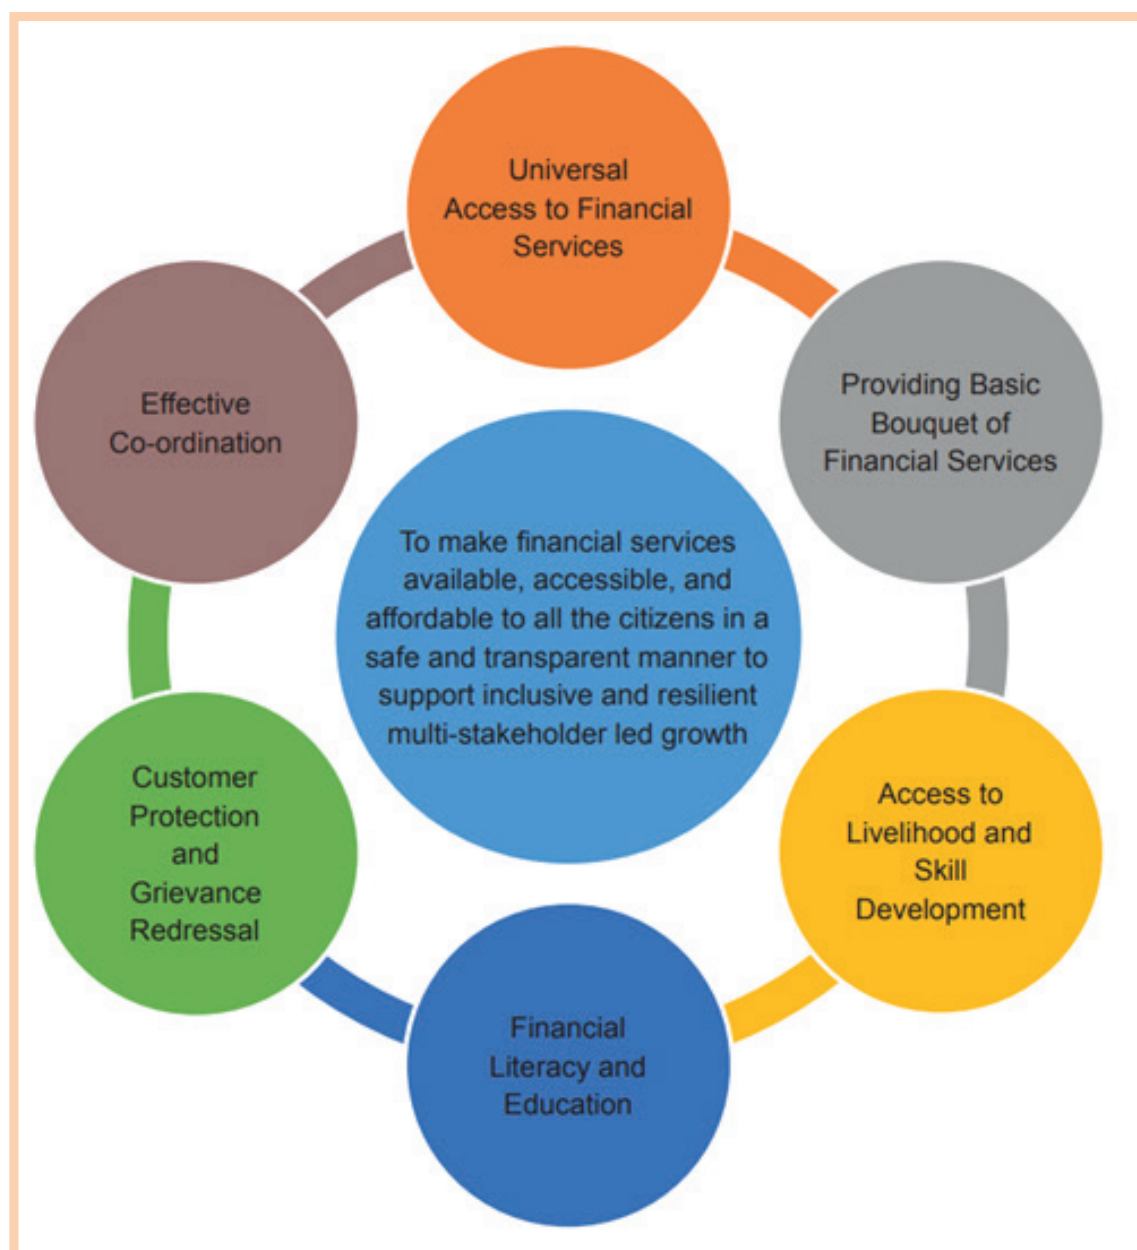 Universal
Access to Financial
Services
Providing Basic
Bouquet of
Financial Services
Access to
Livelihood and
Skill
Development
Financial
Literacy and
Education
Customer
Protection
and
Grievance
Redressal
Effective
Co-ordination
To make financial services
available, accessible, and
affordable to all the citizens in a
safe and transparent manner to
support inclusive and resilient
multi-stakeholder led growth